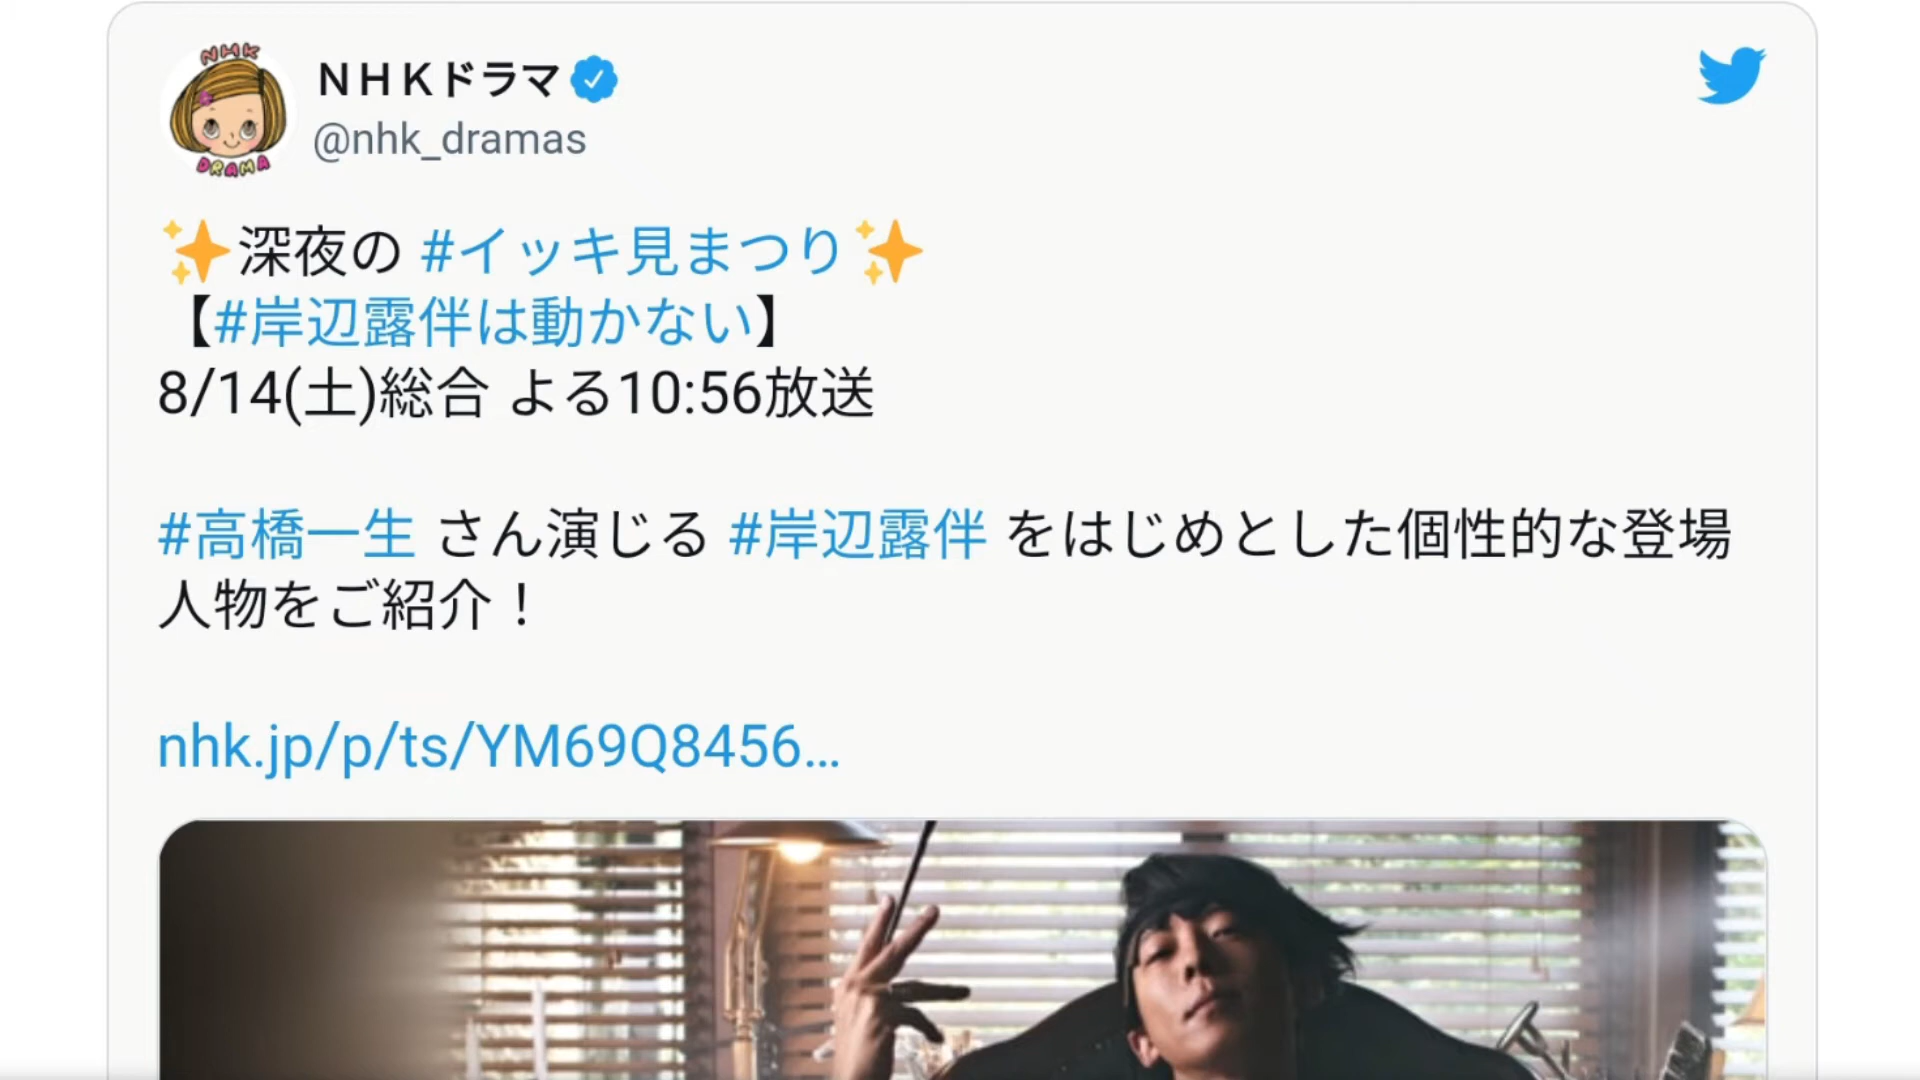 NHK
DRAMA
ＮＨＫドラマ
@nhk_dramas
✨深夜の #イッキ見まつり✨
【#岸辺露伴は動かない】
8/14(土)総合 よる10:56放送
#高橋一生 さん演じる #岸辺露伴 をはじめとした個性的な登場
人物をご紹介！
nhk.jp/p/ts/YM69Q8456…